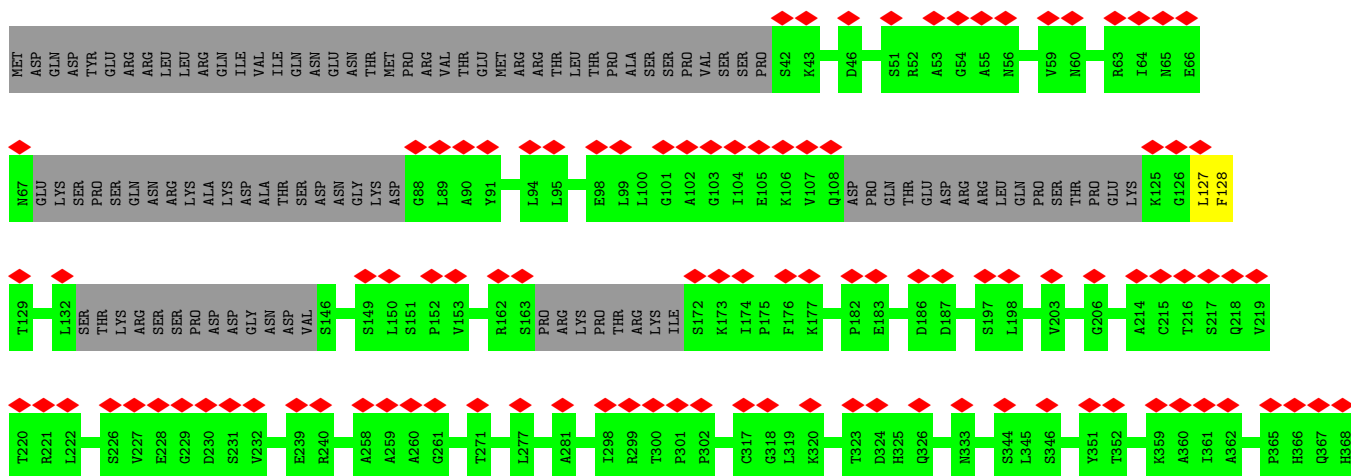 MET ASP GLN ASP TYR GLU ARG ARG LEU LEU ARG GLN ILE VAL ILE GLN ASN GLU ASN THR MET PRO ARG VAL THR GLU MET ARG ARG THR LEU THR PRO ALA SER SER PRO VAL SER SER PRO S42 K43 D46 S51 R52 A53 G54 A55 N56 V59 N60 R63 I64 N65 E66
N67 GLU LYS SER PRO SER GLN ASN ARG LYS ALA LYS ASP ALA THR SER ASP ASN GLY LYS ASP G88 L89 A90 Y91 L94 L95 E98 L99 L100 G101 A102 G103 I104 E105 K106 V107 Q108 ASP PRO GLN THR GLU ASP ARG ARG LEU GLN PRO SER THR PRO GLU LYS K125 G126 L127 F128
T129 L132 SER THR LYS ARG SER SER PRO ASP ASP GLY ASN ASP VAL S146 S149 L150 S151 P152 V153 R162 S163 PRO ARG LYS PRO THR ARG LYS ILE S172 K173 I174 P175 F176 K177 P182 E183 D186 D187 S197 L198 V203 G206 A214 C215 T216 S217 Q218 V219
T220 R221 L222 S226 V227 E228 G229 D230 S231 V232 E239 R240 A258 A259 A260 G261 T271 L277 A281 I298 R299 T300 P301 P302 C317 G318 L319 K320 T323 D324 H325 Q326 N333 S344 L345 S346 Y351 T352 K359 A360 I361 A362 P365 H366 Q367 H368